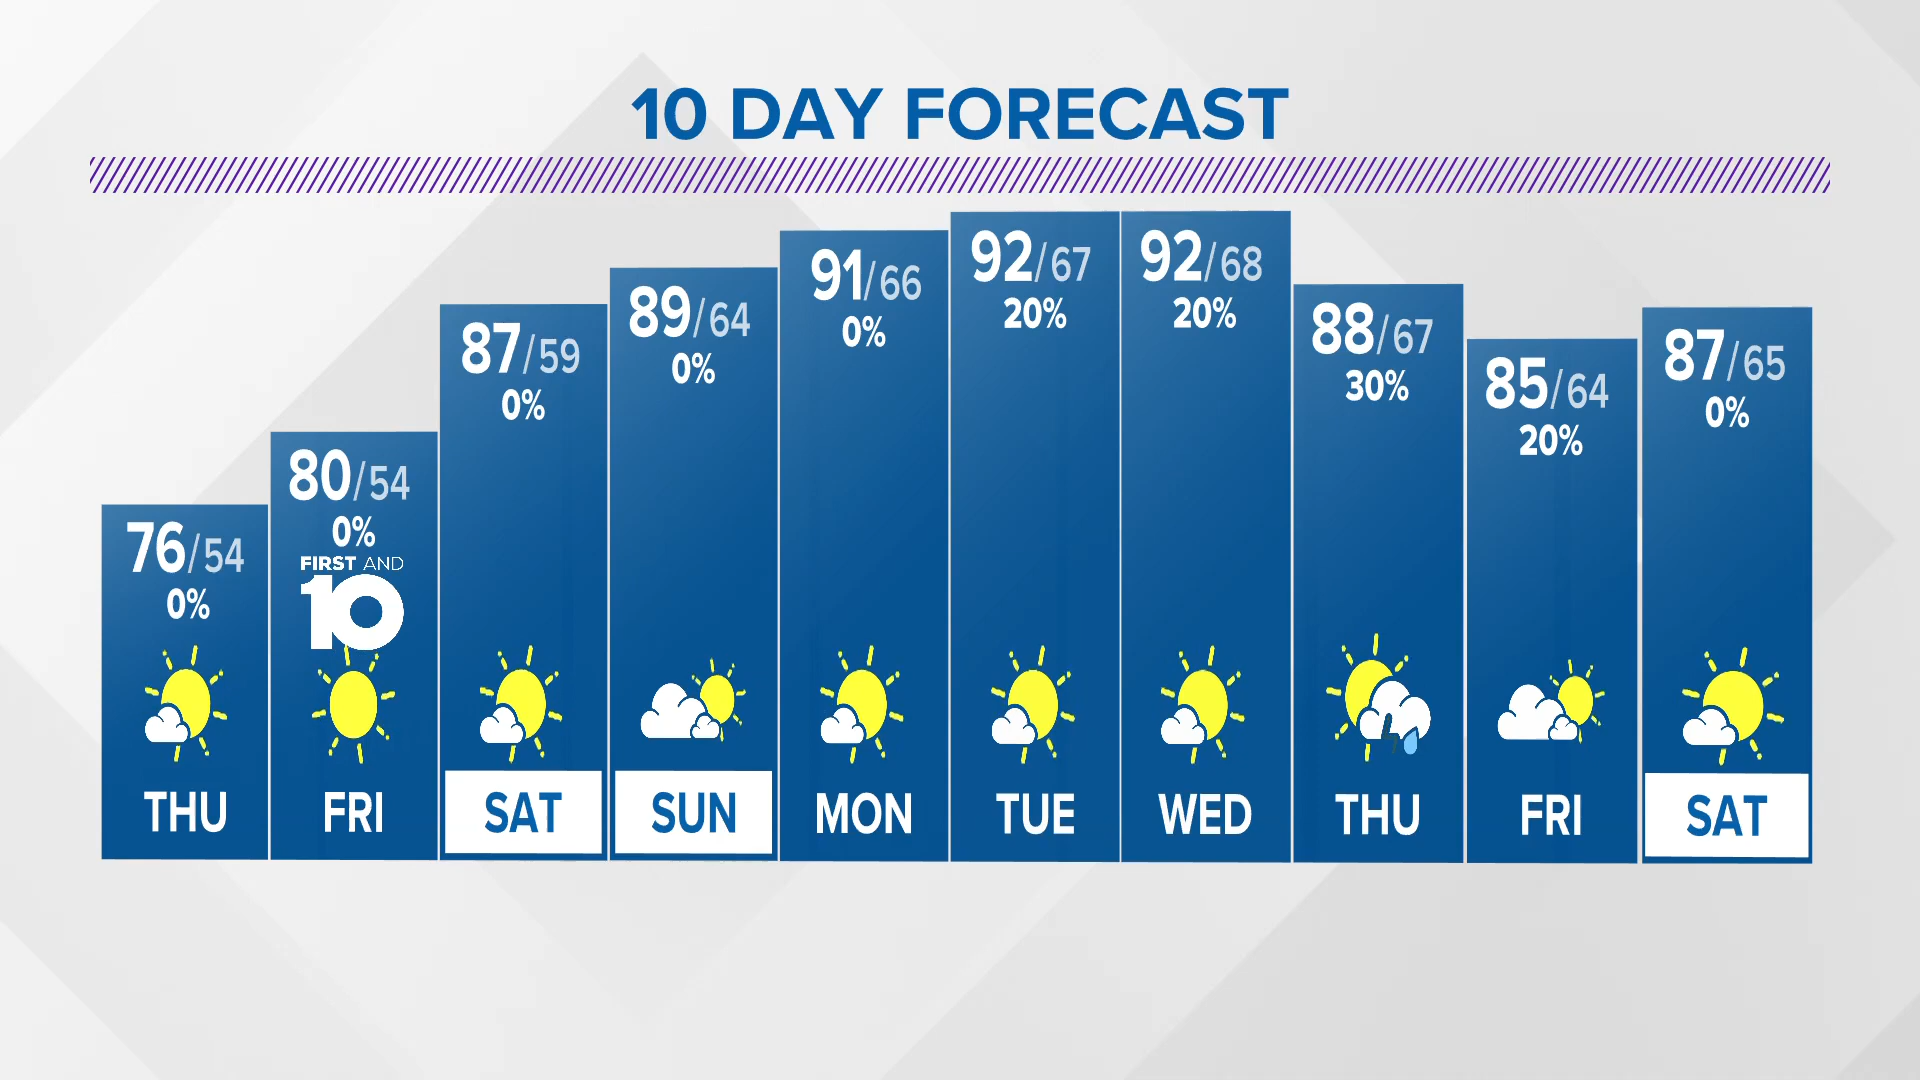 10 DAY FORECAST
76/54
0%
THU
80/54
0%
FIRST AND
10
FRI
87/59
0%
SAT
89/64
0%
SUN
91/66
0%
MON
92/67
20%
TUE
92/68
20%
WED
88/67
30%
THU
85/64
20%
FRI
87/65
0%
SAT